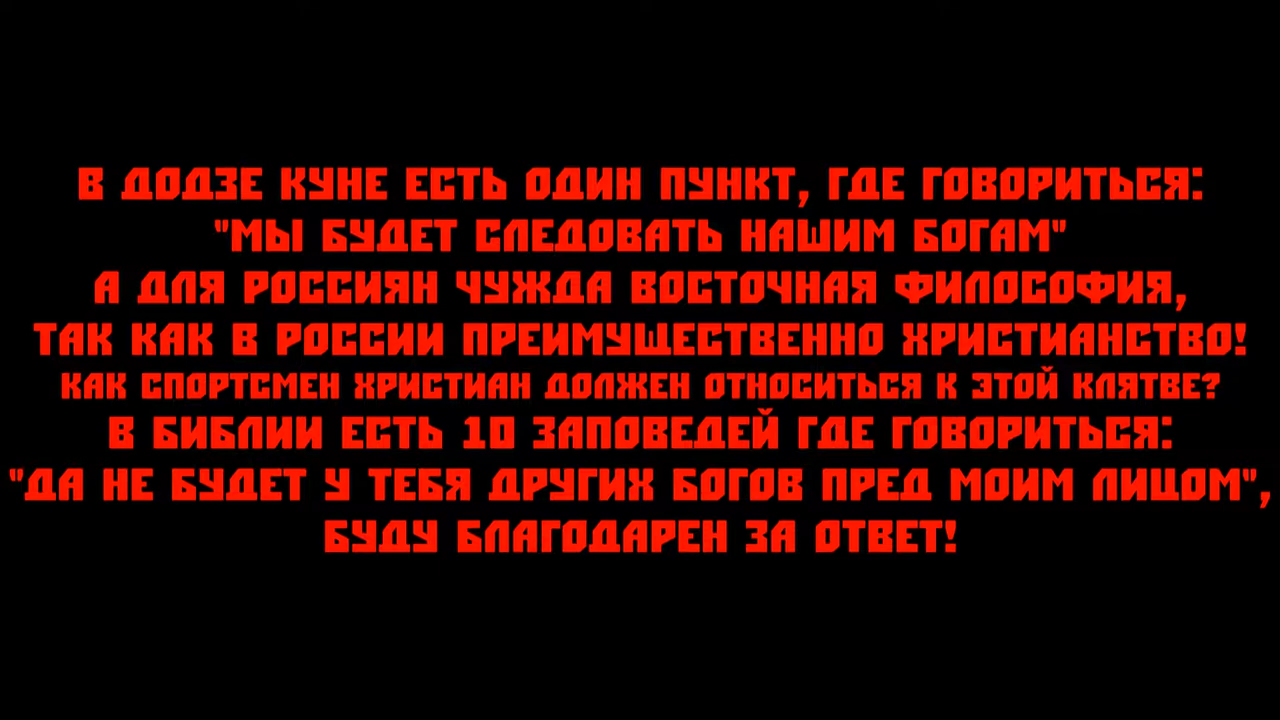 В ДОДЗЕ КУНЕ ЕСТЬ ОДИН ПУНКТ, ГДЕ ГОВОРИТЬСЯ:
"МЫ БУДЕТ СЛЕДОВАТЬ НАШИМ БОГАМ"
А ДЛЯ РОССИЯН ЧУЖДА ВОСТОЧНАЯ ФИЛОСОФИЯ,
ТАК КАК В РОССИИ ПРЕИМУЩЕСТВЕННО ХРИСТИАНСТВО!
КАК СПОРТСМЕН ХРИСТИАН ДОЛЖЕН ОТНОСИТЬСЯ К ЭТОЙ КЛЯТВЕ?
В БИБЛИИ ЕСТЬ 10 ЗАПОВЕДЕЙ ГДЕ ГОВОРИТЬСЯ:
"ДА НЕ БУДЕТ У ТЕБЯ ДРУГИХ БОГОВ ПРЕД МОИМ ЛИЦОМ",
БУДУ БЛАГОДАРЕН ЗА ОТВЕТ!